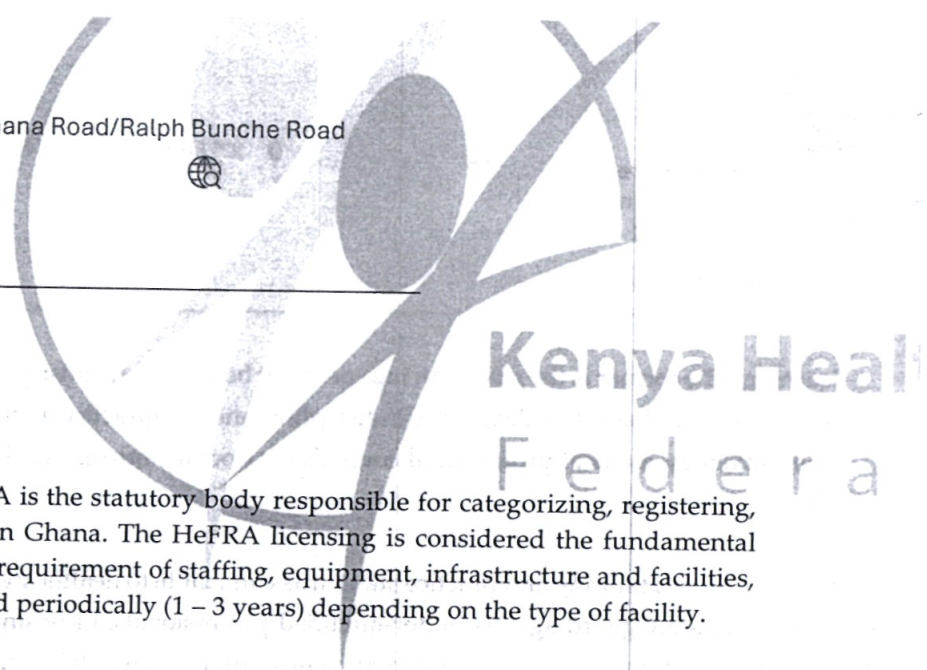 ana Road/Ralph Bunche Road
Kenya Heal
Federa
A is the statutory body responsible for categorizing, registering,
n Ghana. The HeFRA licensing is considered the fundamental
requirement of staffing, equipment, infrastructure and facilities,
d periodically (1 – 3 years) depending on the type of facility.